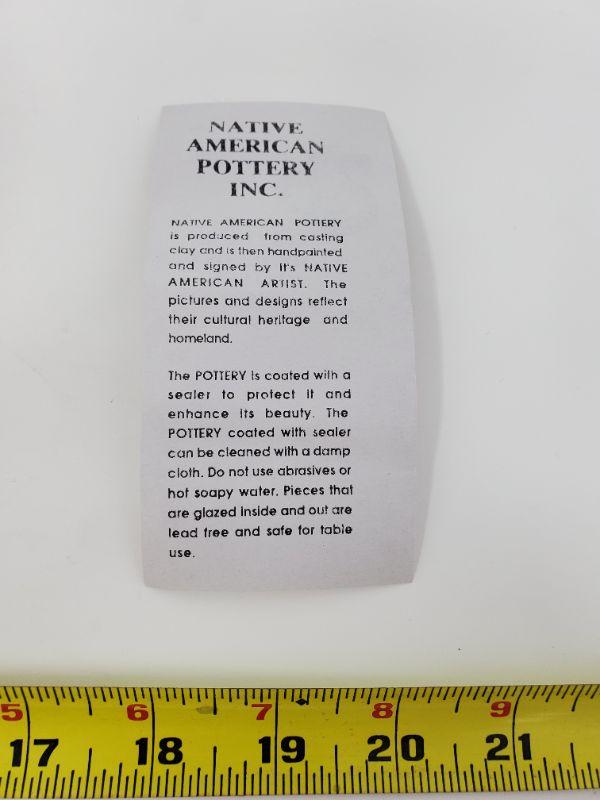 NATIVE
AMERICAN
POTTERY
INC.
NATIVE AMERICAN POTTERY
is produced from casting
clay and is then handpainted
and signed by it's NATIVE
AMERICAN ARTIST. The
pictures and designs reflect
their cultural heritage and
homeland.
The POTTERY is coated with a
sealer to protect it and
enhance its beauty. The
POTTERY coated with sealer
can be cleaned with a damp
cloth. Do not use abrasives or
hot soapy water. Pieces that
are glazed inside and out are
lead free and safe for table
use.
5 6 7 8 9
17 18 19 20 21